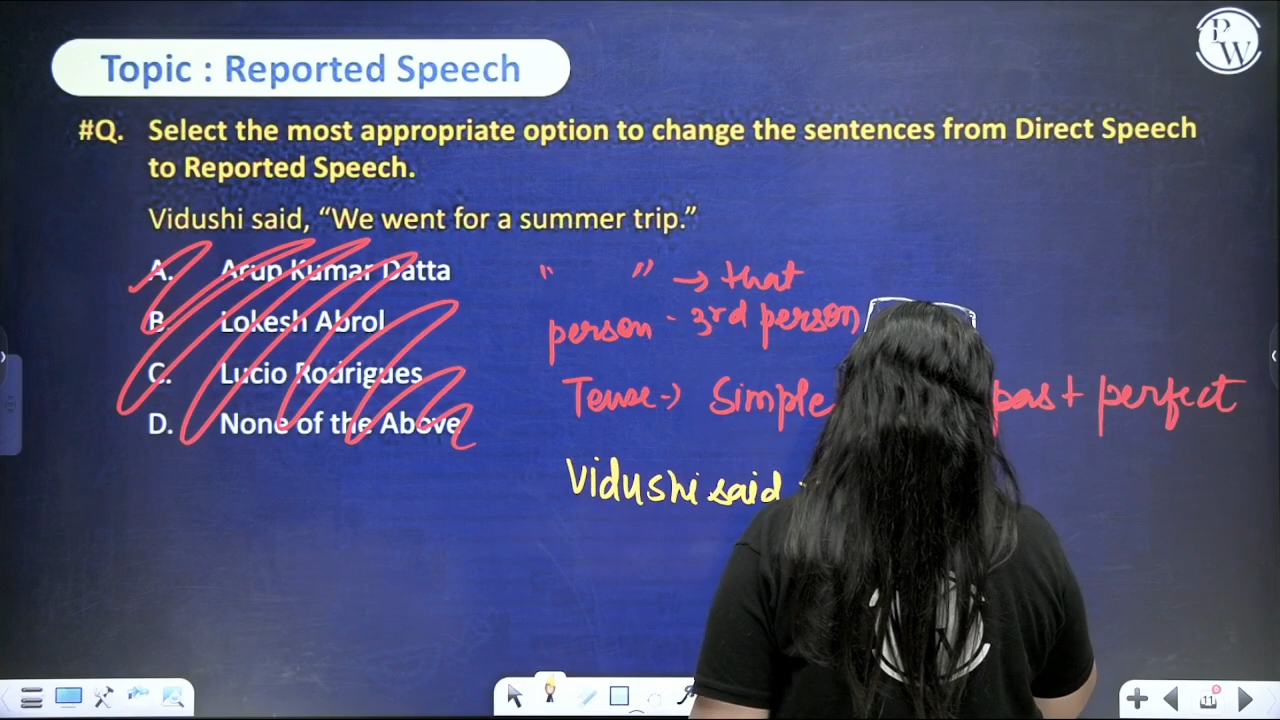 Topic : Reported Speech
PW
#Q. Select the most appropriate option to change the sentences from Direct Speech
to Reported Speech.
Vidushi said, “We went for a summer trip.”
A. Arup Kumar Datta
B. Lokesh Abrol
C. Lucio Rodrigues
D. None of the Above
" " → that
person - 3rd person
Tense → Simple past perfect
Vidushi said
11